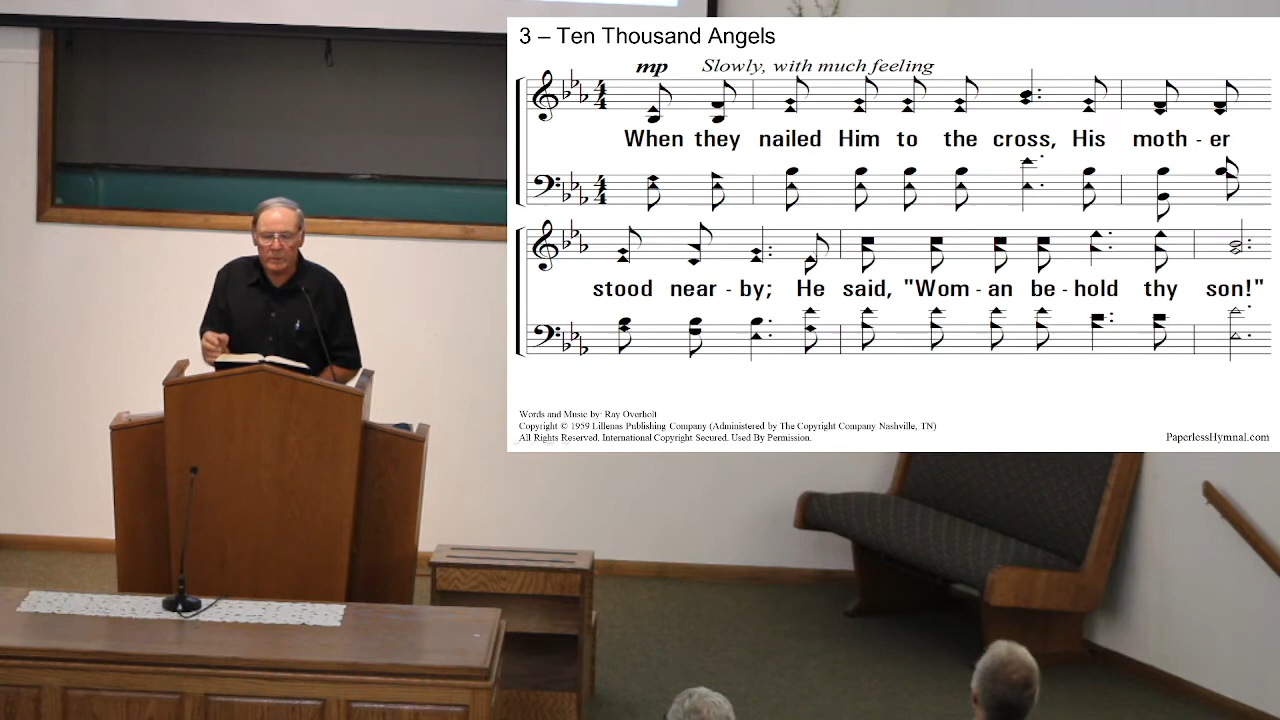 3 – Ten Thousand Angels
mp Slowly, with much feeling
When they nailed Him to the cross, His moth - er
stood near - by; He said, "Wom - an be - hold thy son!"
Words and Music by: Ray Overholt
Copyright © 1959 Lillenas Publishing Company (Administered by The Copyright Company Nashville, TN)
All Rights Reserved. International Copyright Secured. Used By Permission.
PaperlessHymnal.com